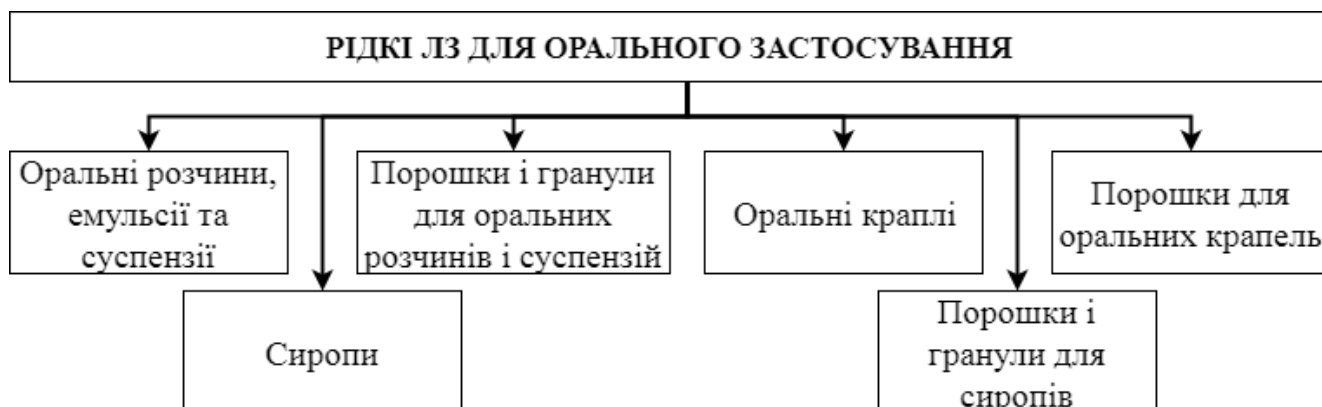 РІДКІ ЛЗ ДЛЯ ОРАЛЬНОГО ЗАСТОСУВАННЯ
Оральні розчини,
емульсії та
суспензії
Порошки і гранули
для оральних
розчинів і суспензій
Оральні краплі
Порошки для
оральних крапель
Сиропи
Порошки і
гранули для
сиропів